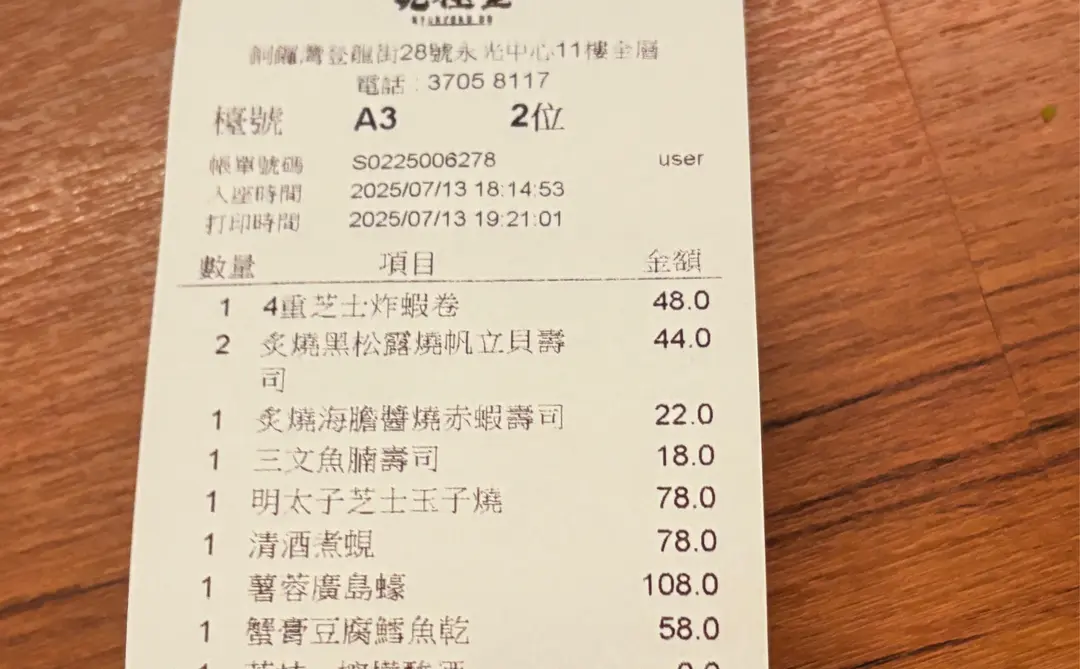 銅鑼灣登龍街28號永光中心11樓全層
電話 : 3705 8117
檯號 A3 2位
帳單號碼 S0225006278 user
入座時間 2025/07/13 18:14:53
打印時間 2025/07/13 19:21:01
數量 項目 金額
1 4重芝士炸蝦卷 48.0
2 炙燒黑松露燒帆立貝壽 44.0
司
1 炙燒海膽醬燒赤蝦壽司 22.0
1 三文魚腩壽司 18.0
1 明太子芝士玉子燒 78.0
1 清酒煮蜆 78.0
1 薯蓉廣島蠔 108.0
1 蟹膏豆腐鱈魚乾 58.0